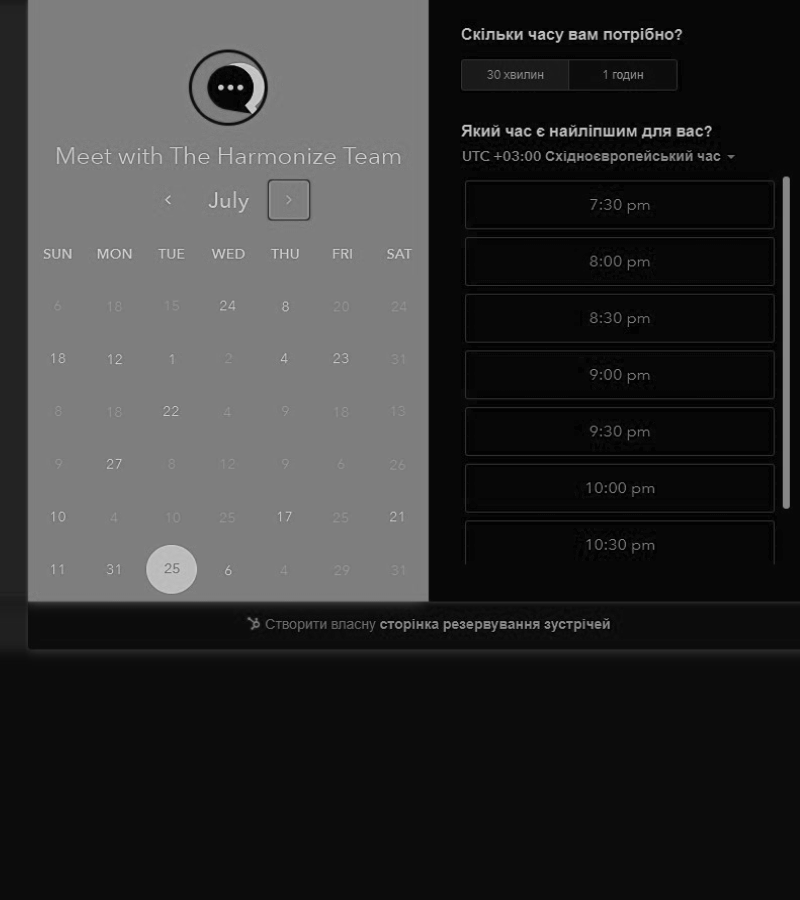 Meet with The Harmonize Team
July
SUN MON TUE WED THU FRI SAT
6 18 15 24 8 20 24
18 12 1 2 4 23 31
8 18 22 4 9 18 13
9 27 8 12 9 6 26
10 4 10 25 17 25 21
11 31 25 6 4 29 31
Скільки часу вам потрібно?
30 хвилин 1 годин
Який час є найліпшим для вас?
UTC +03:00 Східноєвропейський час
7:30 pm
8:00 pm
8:30 pm
9:00 pm
9:30 pm
10:00 pm
10:30 pm
Створити власну сторінка резервування зустрічей